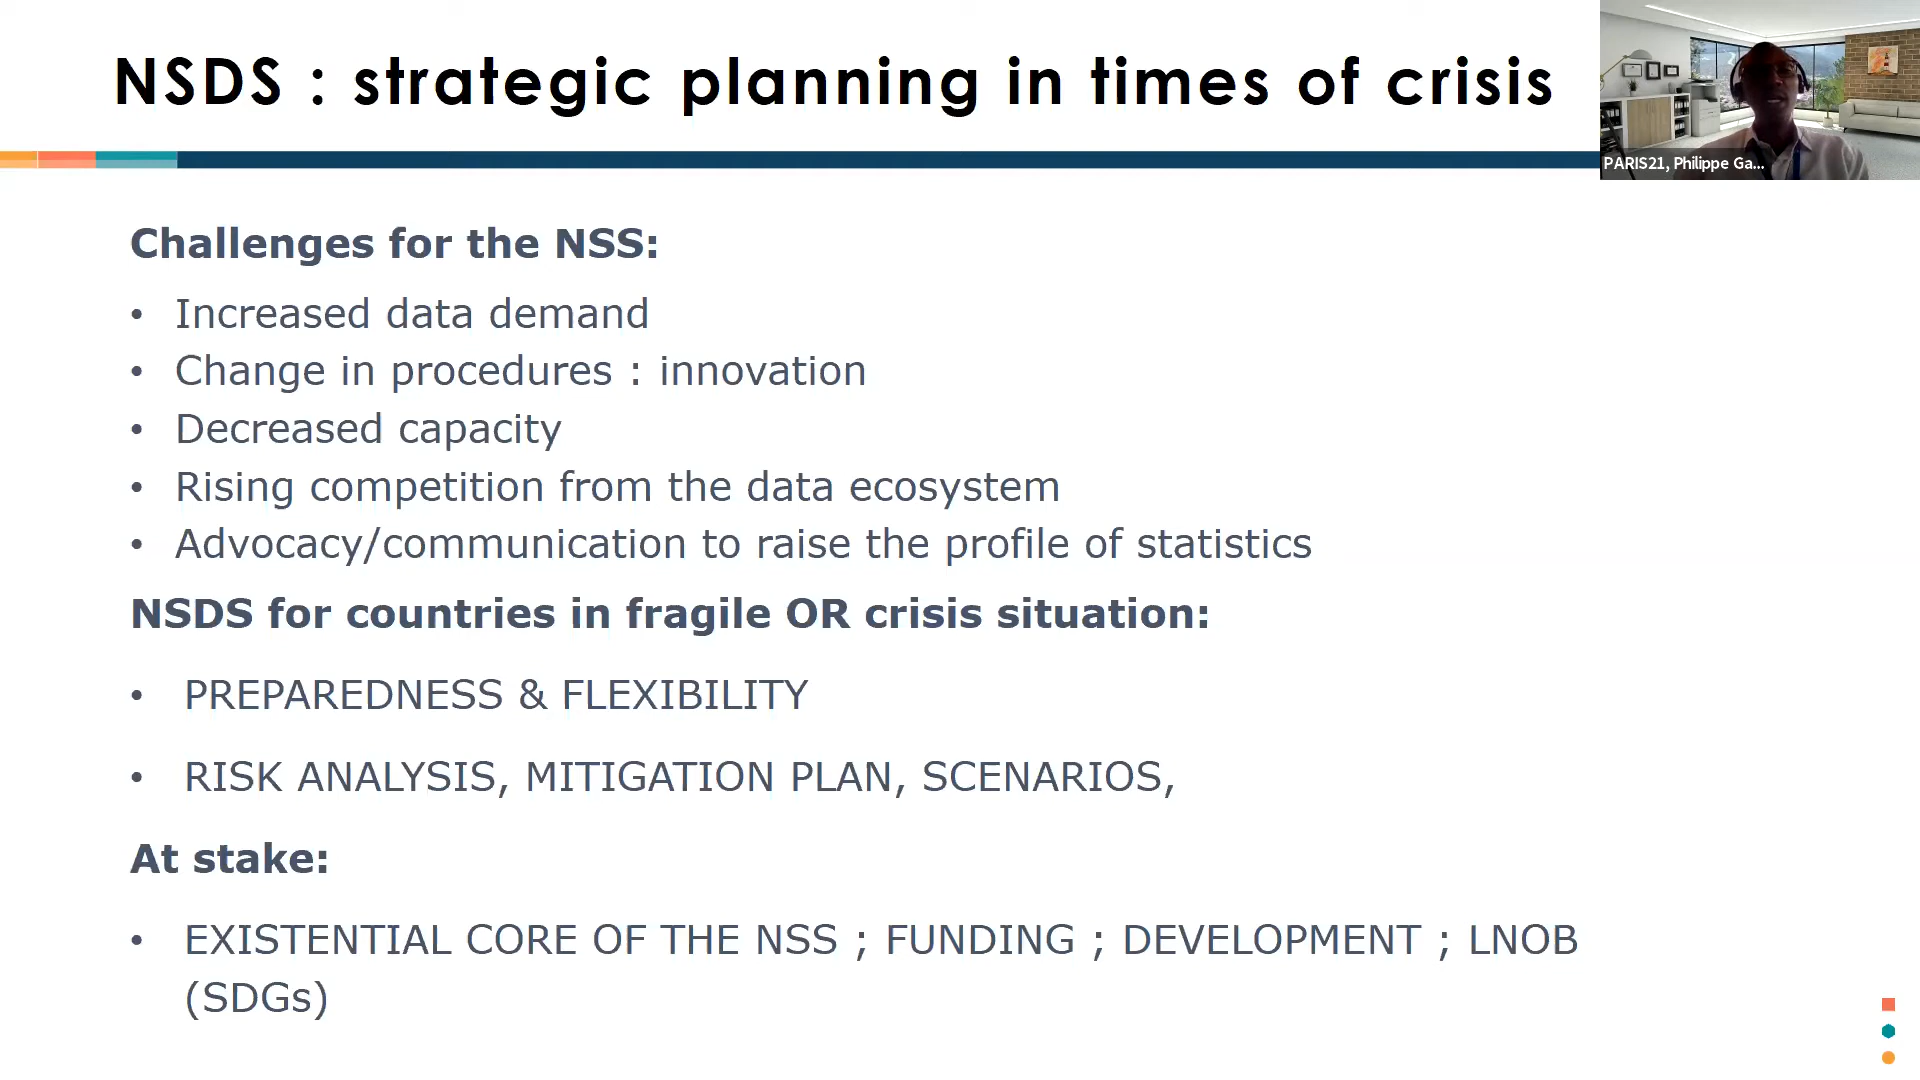 NSDS : strategic planning in times of crisis
PARIS21, Philippe Ga...
Challenges for the NSS:
• Increased data demand
• Change in procedures : innovation
• Decreased capacity
• Rising competition from the data ecosystem
• Advocacy/communication to raise the profile of statistics
NSDS for countries in fragile OR crisis situation:
• PREPAREDNESS & FLEXIBILITY
• RISK ANALYSIS, MITIGATION PLAN, SCENARIOS,
At stake:
• EXISTENTIAL CORE OF THE NSS ; FUNDING ; DEVELOPMENT ; LNOB
(SDGs)